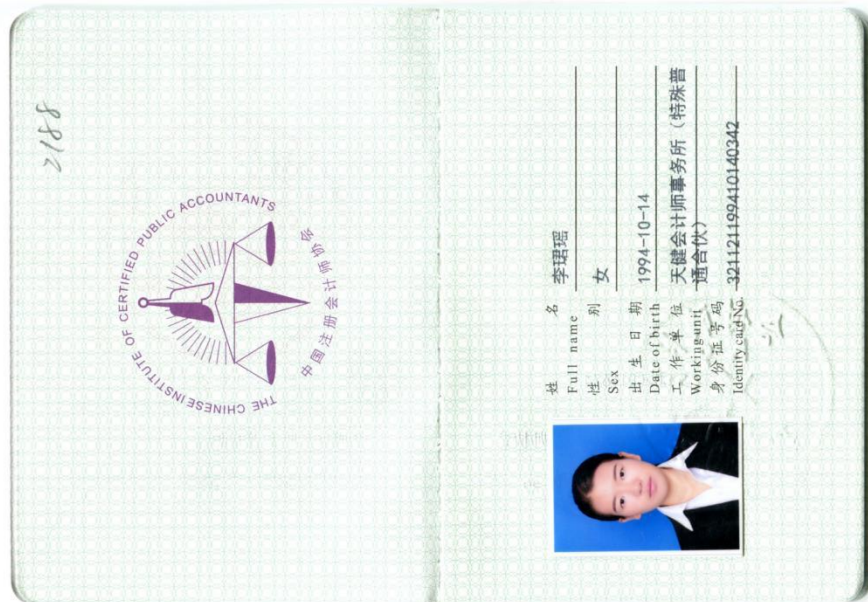 2188
THE CHINESE INSTITUTE OF CERTIFIED PUBLIC ACCOUNTANTS
中国注册会计师协会
姓 名 李珺瑶
Full name
性 别 女
Sex
出 生 日 期 1994-10-14
Date of birth
工 作 单 位 天健会计师事务所（特殊普
Working unit 通合伙）
身 份 证 号 码 321121199410140342
Identity card No.